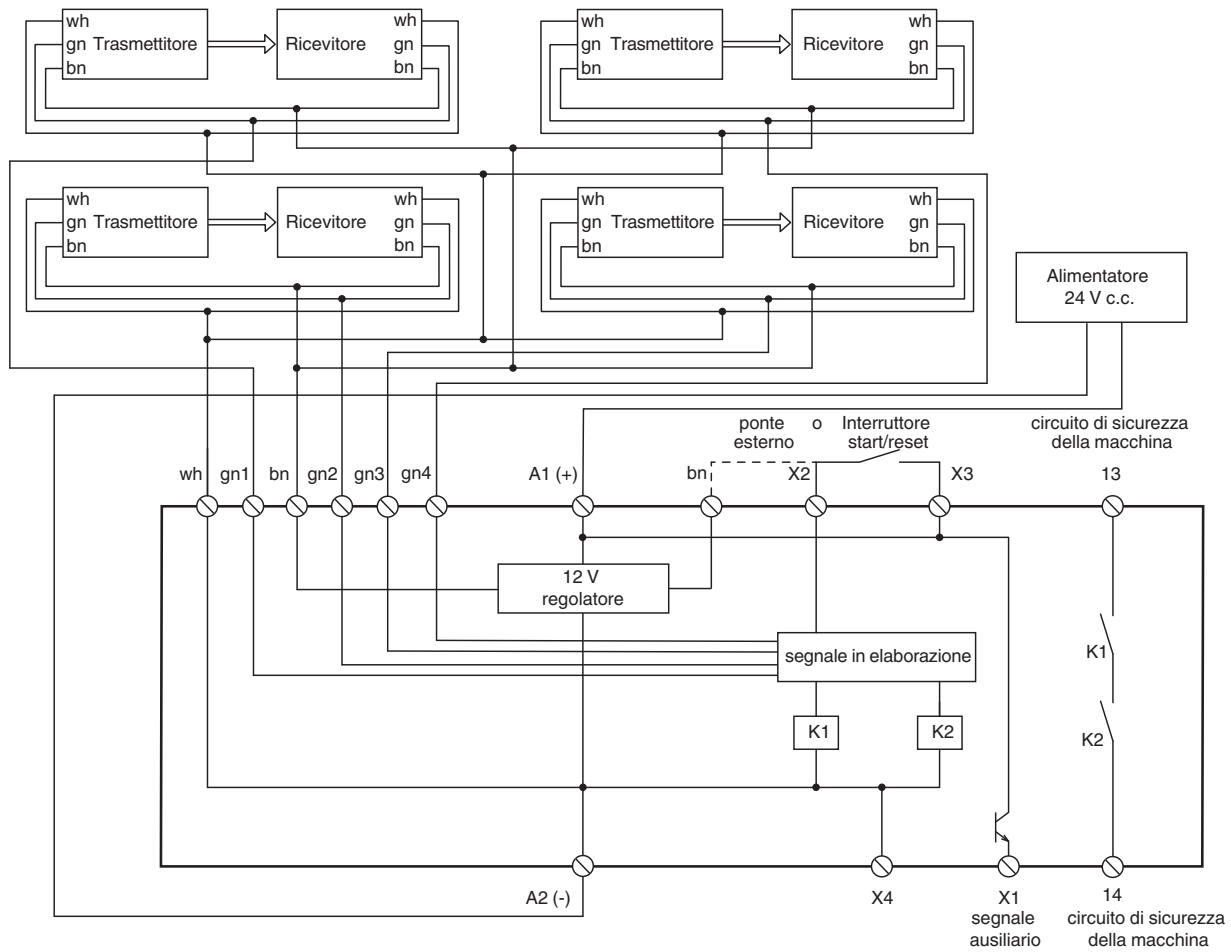 wh
gn Trasmettitore
bn
wh
Ricevitore gn
bn
wh
gn Trasmettitore
bn
wh
Ricevitore gn
bn
wh
gn Trasmettitore
bn
wh
Ricevitore gn
bn
wh
gn Trasmettitore
bn
wh
Ricevitore gn
bn
Alimentatore
24 V c.c.
ponte
esterno
o
Interruttore
start/reset
circuito di sicurezza
della macchina
wh
gn1
bn
gn2
gn3
gn4
A1 (+)
bn
X2
X3
13
12 V
regolatore
segnale in elaborazione
K1
K2
K1
K2
A2 (-)
X4
X1
segnale
ausiliario
14
circuito di sicurezza
della macchina